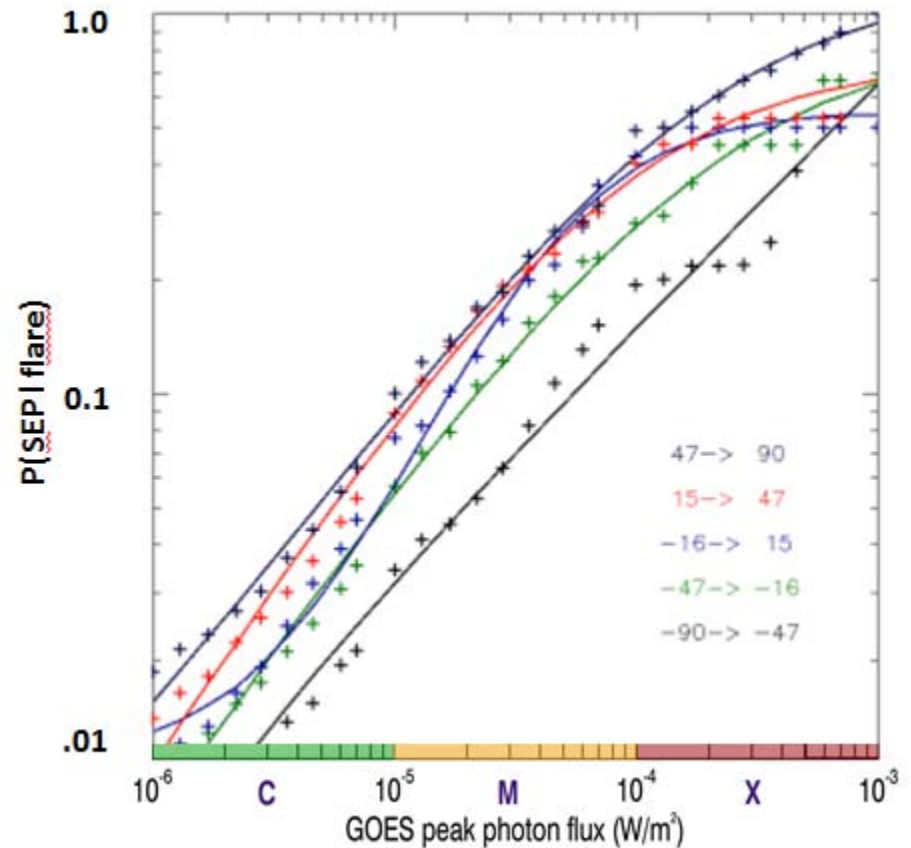 1.0
0.1
.01
P(SEP | flare)
47–> 90
15–> 47
–16–> 15
–47–> –16
–90–> –47
10⁻⁶ 10⁻⁵ 10⁻⁴ 10⁻³
C M X
GOES peak photon flux (W/m²)